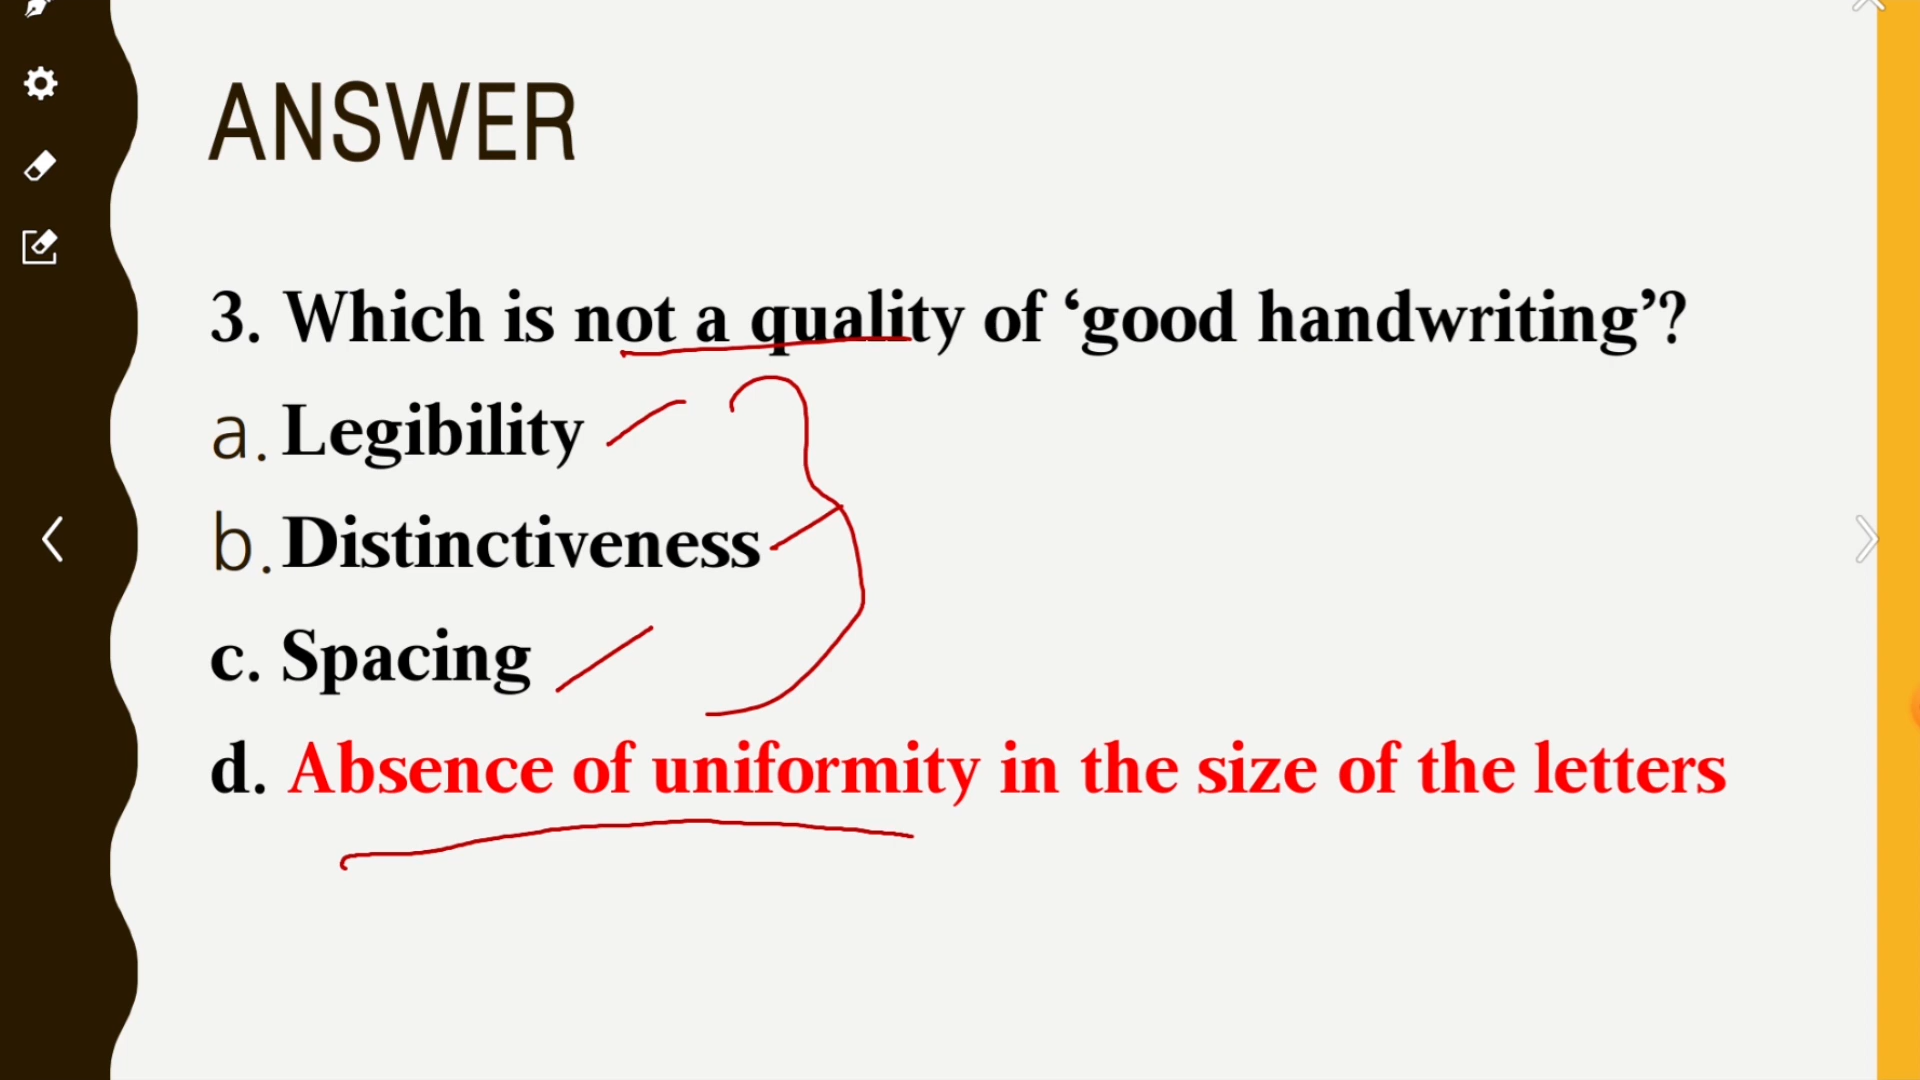 ANSWER
3. Which is not a quality of ‘good handwriting’?
a. Legibility
b. Distinctiveness
c. Spacing
d. Absence of uniformity in the size of the letters